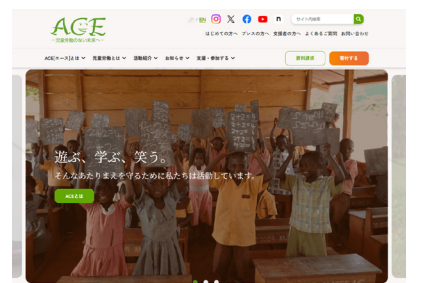 ACE
〜児童労働のない未来へ〜
EN
サイト内検索
はじめての方へ プレスの方へ 支援者の方へ よくあるご質問 お問い合わせ
ACE(エース)とは 児童労働とは 活動紹介 お知らせ 支援・参加する
資料請求
寄付する
遊ぶ、学ぶ、笑う。
そんなあたりまえを守るために私たちは活動しています。
ACEとは